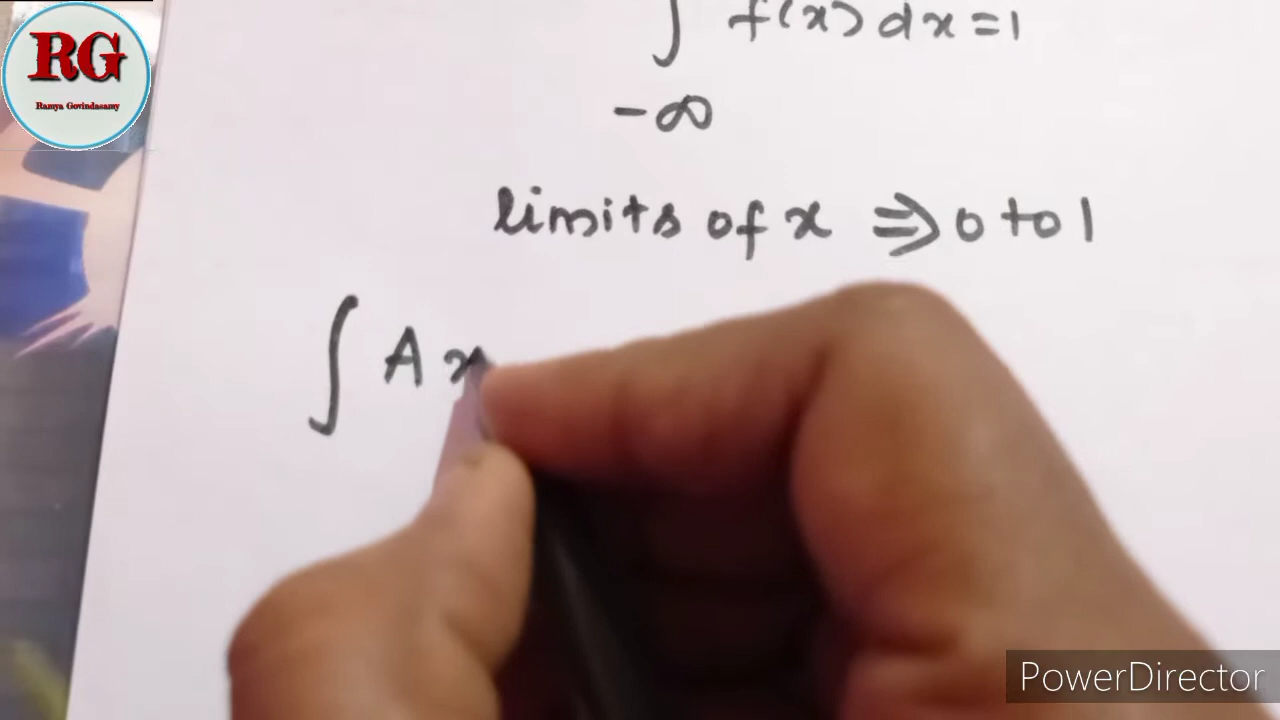 RG
Ramya Govindasamy
∫ f(x) dx = 1
-∞
limits of x ⇒ 0 to 1
∫ A x
PowerDirector